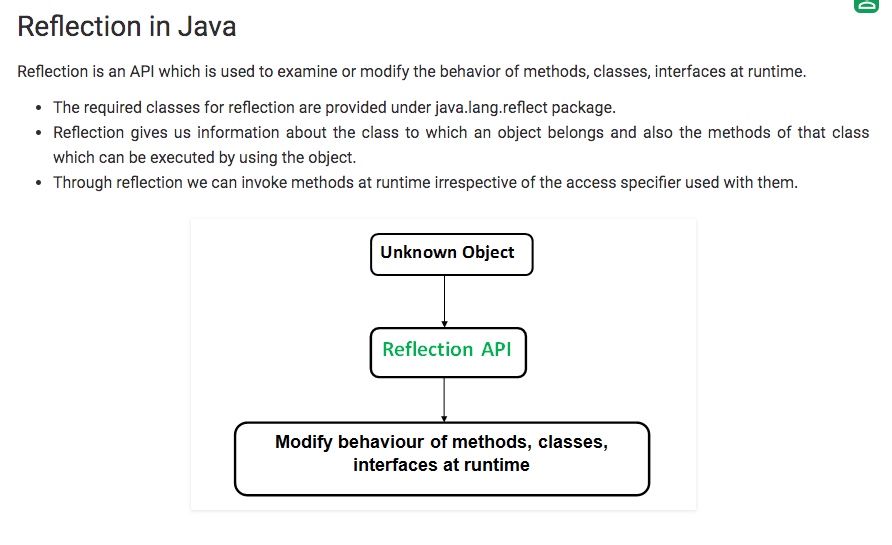 Reflection in Java
Reflection is an API which is used to examine or modify the behavior of methods, classes, interfaces at runtime.
• The required classes for reflection are provided under java.lang.reflect package.
• Reflection gives us information about the class to which an object belongs and also the methods of that class
which can be executed by using the object.
• Through reflection we can invoke methods at runtime irrespective of the access specifier used with them.
Unknown Object
Reflection API
Modify behaviour of methods, classes,
interfaces at runtime